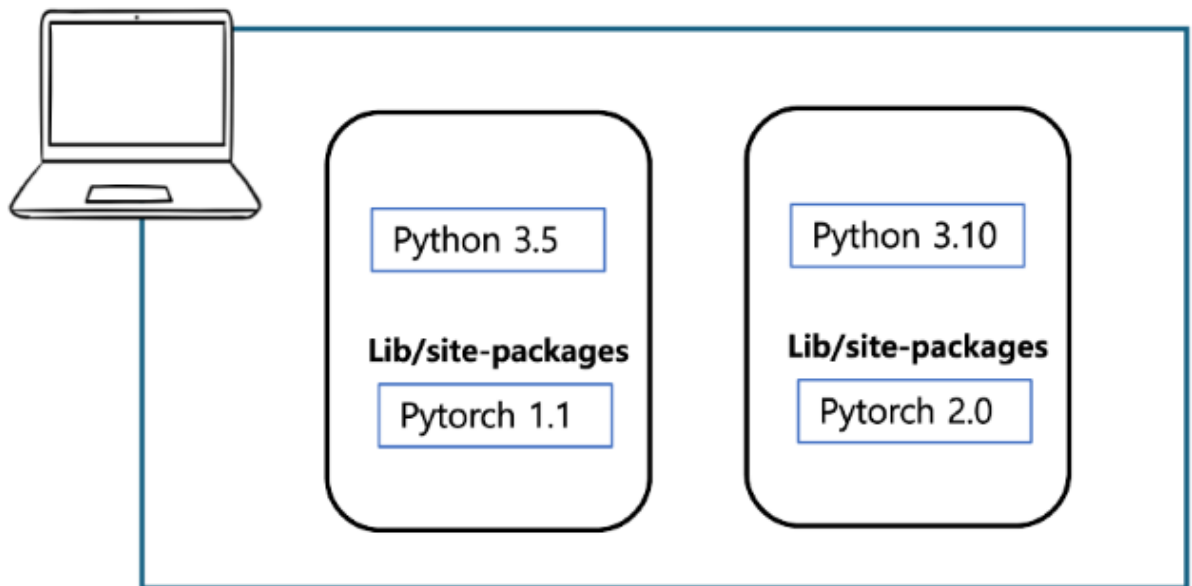 Python 3.5
Lib/site-packages
Pytorch 1.1
Python 3.10
Lib/site-packages
Pytorch 2.0